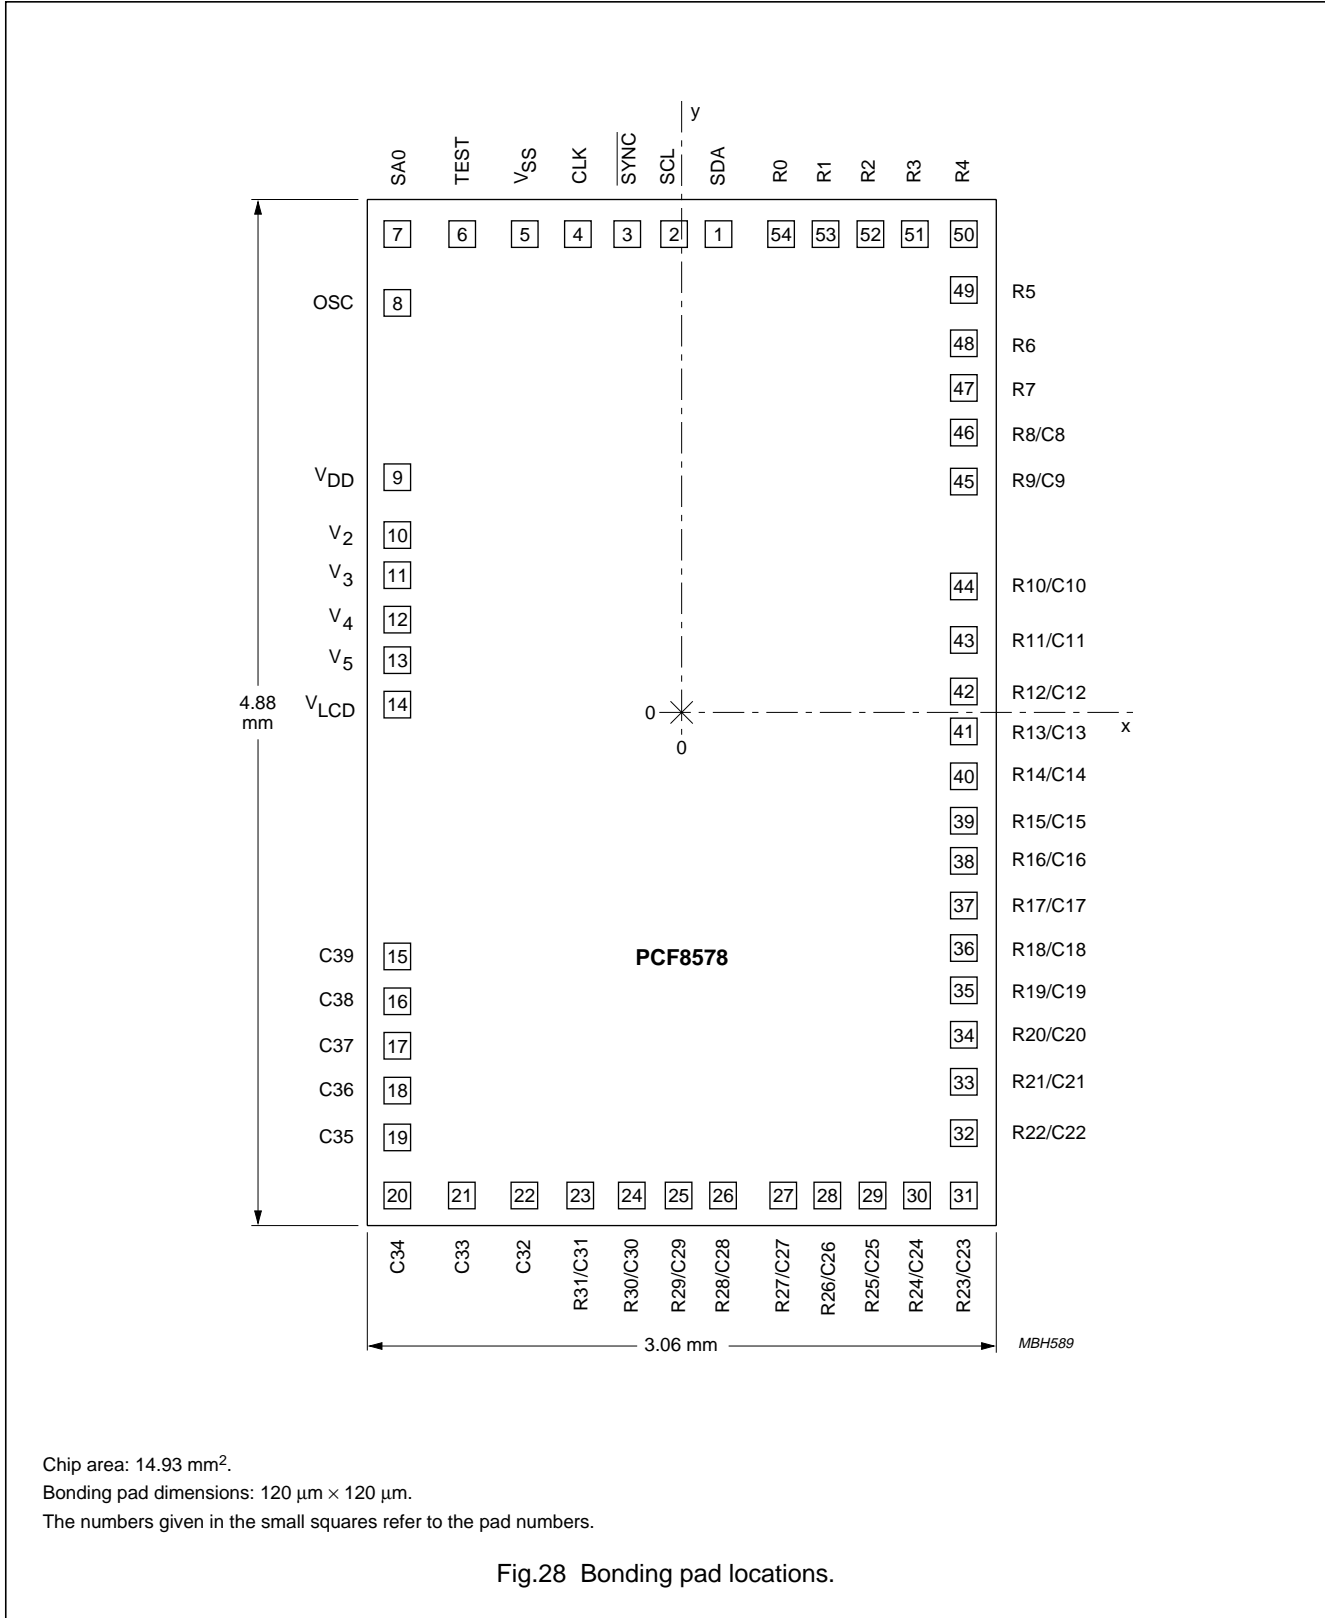 y
SA0
TEST
VSS
CLK
SYNC
SCL
SDA
R0
R1
R2
R3
R4
7
6
5
4
3
2
1
54
53
52
51
50
49 R5
OSC 8
48 R6
47 R7
46 R8/C8
VDD 9
45 R9/C9
V2 10
V3 11
44 R10/C10
V4 12
43 R11/C11
V5 13
42 R12/C12
4.88
mm
VLCD 14
0
x
41 R13/C13
0
40 R14/C14
39 R15/C15
38 R16/C16
37 R17/C17
36 R18/C18
C39 15
PCF8578
35 R19/C19
C38 16
34 R20/C20
C37 17
33 R21/C21
C36 18
32 R22/C22
C35 19
20
21
22
23
24
25
26
27
28
29
30
31
C34
C33
C32
R31/C31
R30/C30
R29/C29
R28/C28
R27/C27
R26/C26
R25/C25
R24/C24
R23/C23
3.06 mm
MBH589
Chip area: 14.93 mm².
Bonding pad dimensions: 120 μm × 120 μm.
The numbers given in the small squares refer to the pad numbers.
Fig.28 Bonding pad locations.